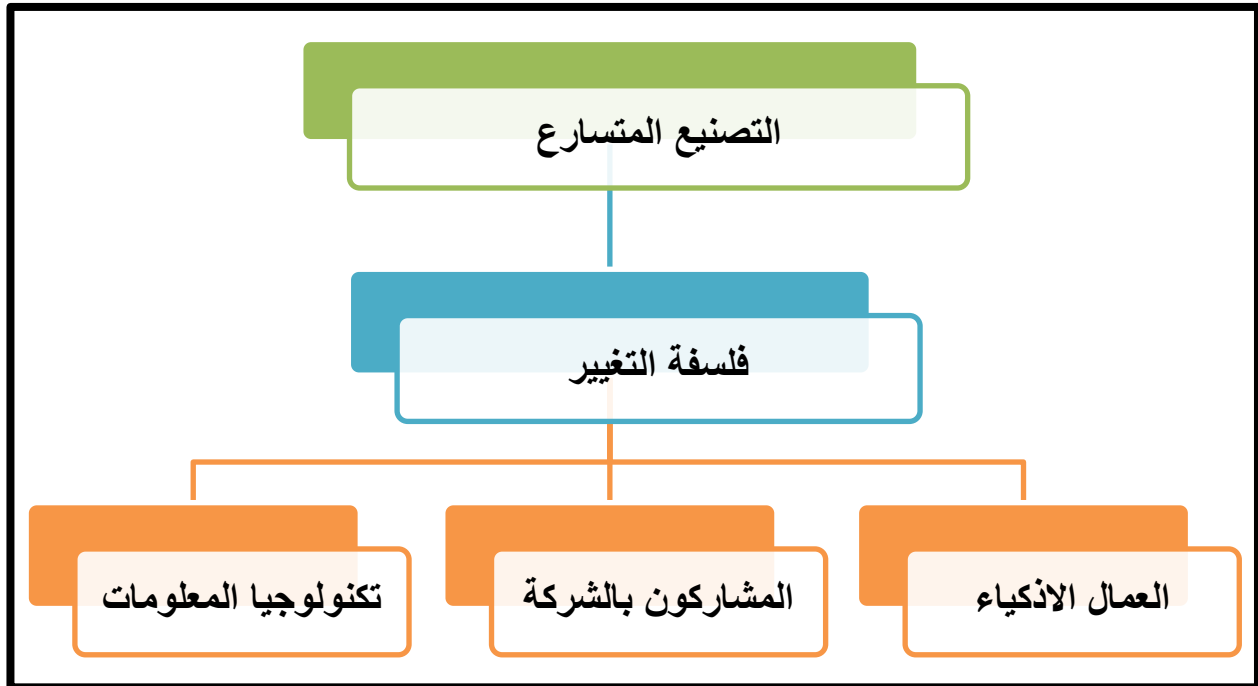 التصنيع المتسارع
فلسفة التغيير
العمال الاذكياء
المشاركون بالشركة
تكنولوجيا المعلومات